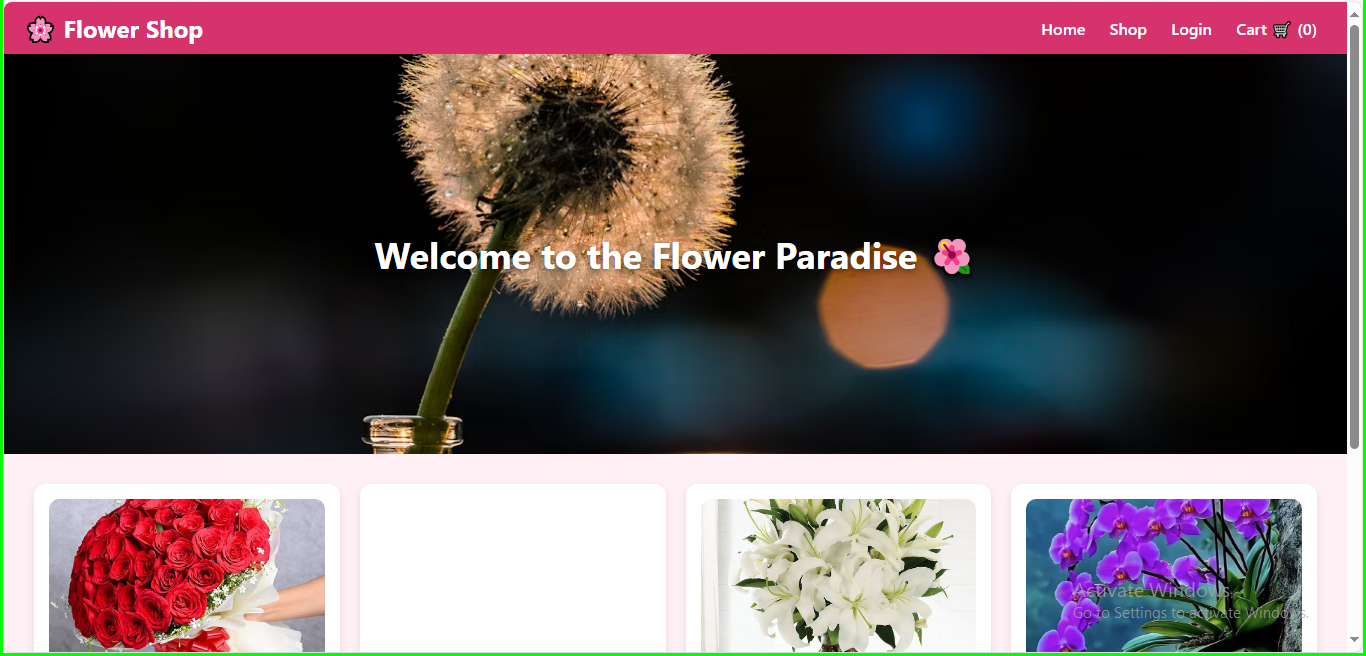 🌸 Flower Shop
Home Shop Login Cart 🛒 (0)
Welcome to the Flower Paradise 🌺
Activate Windows
Go to Settings to activate Windows.